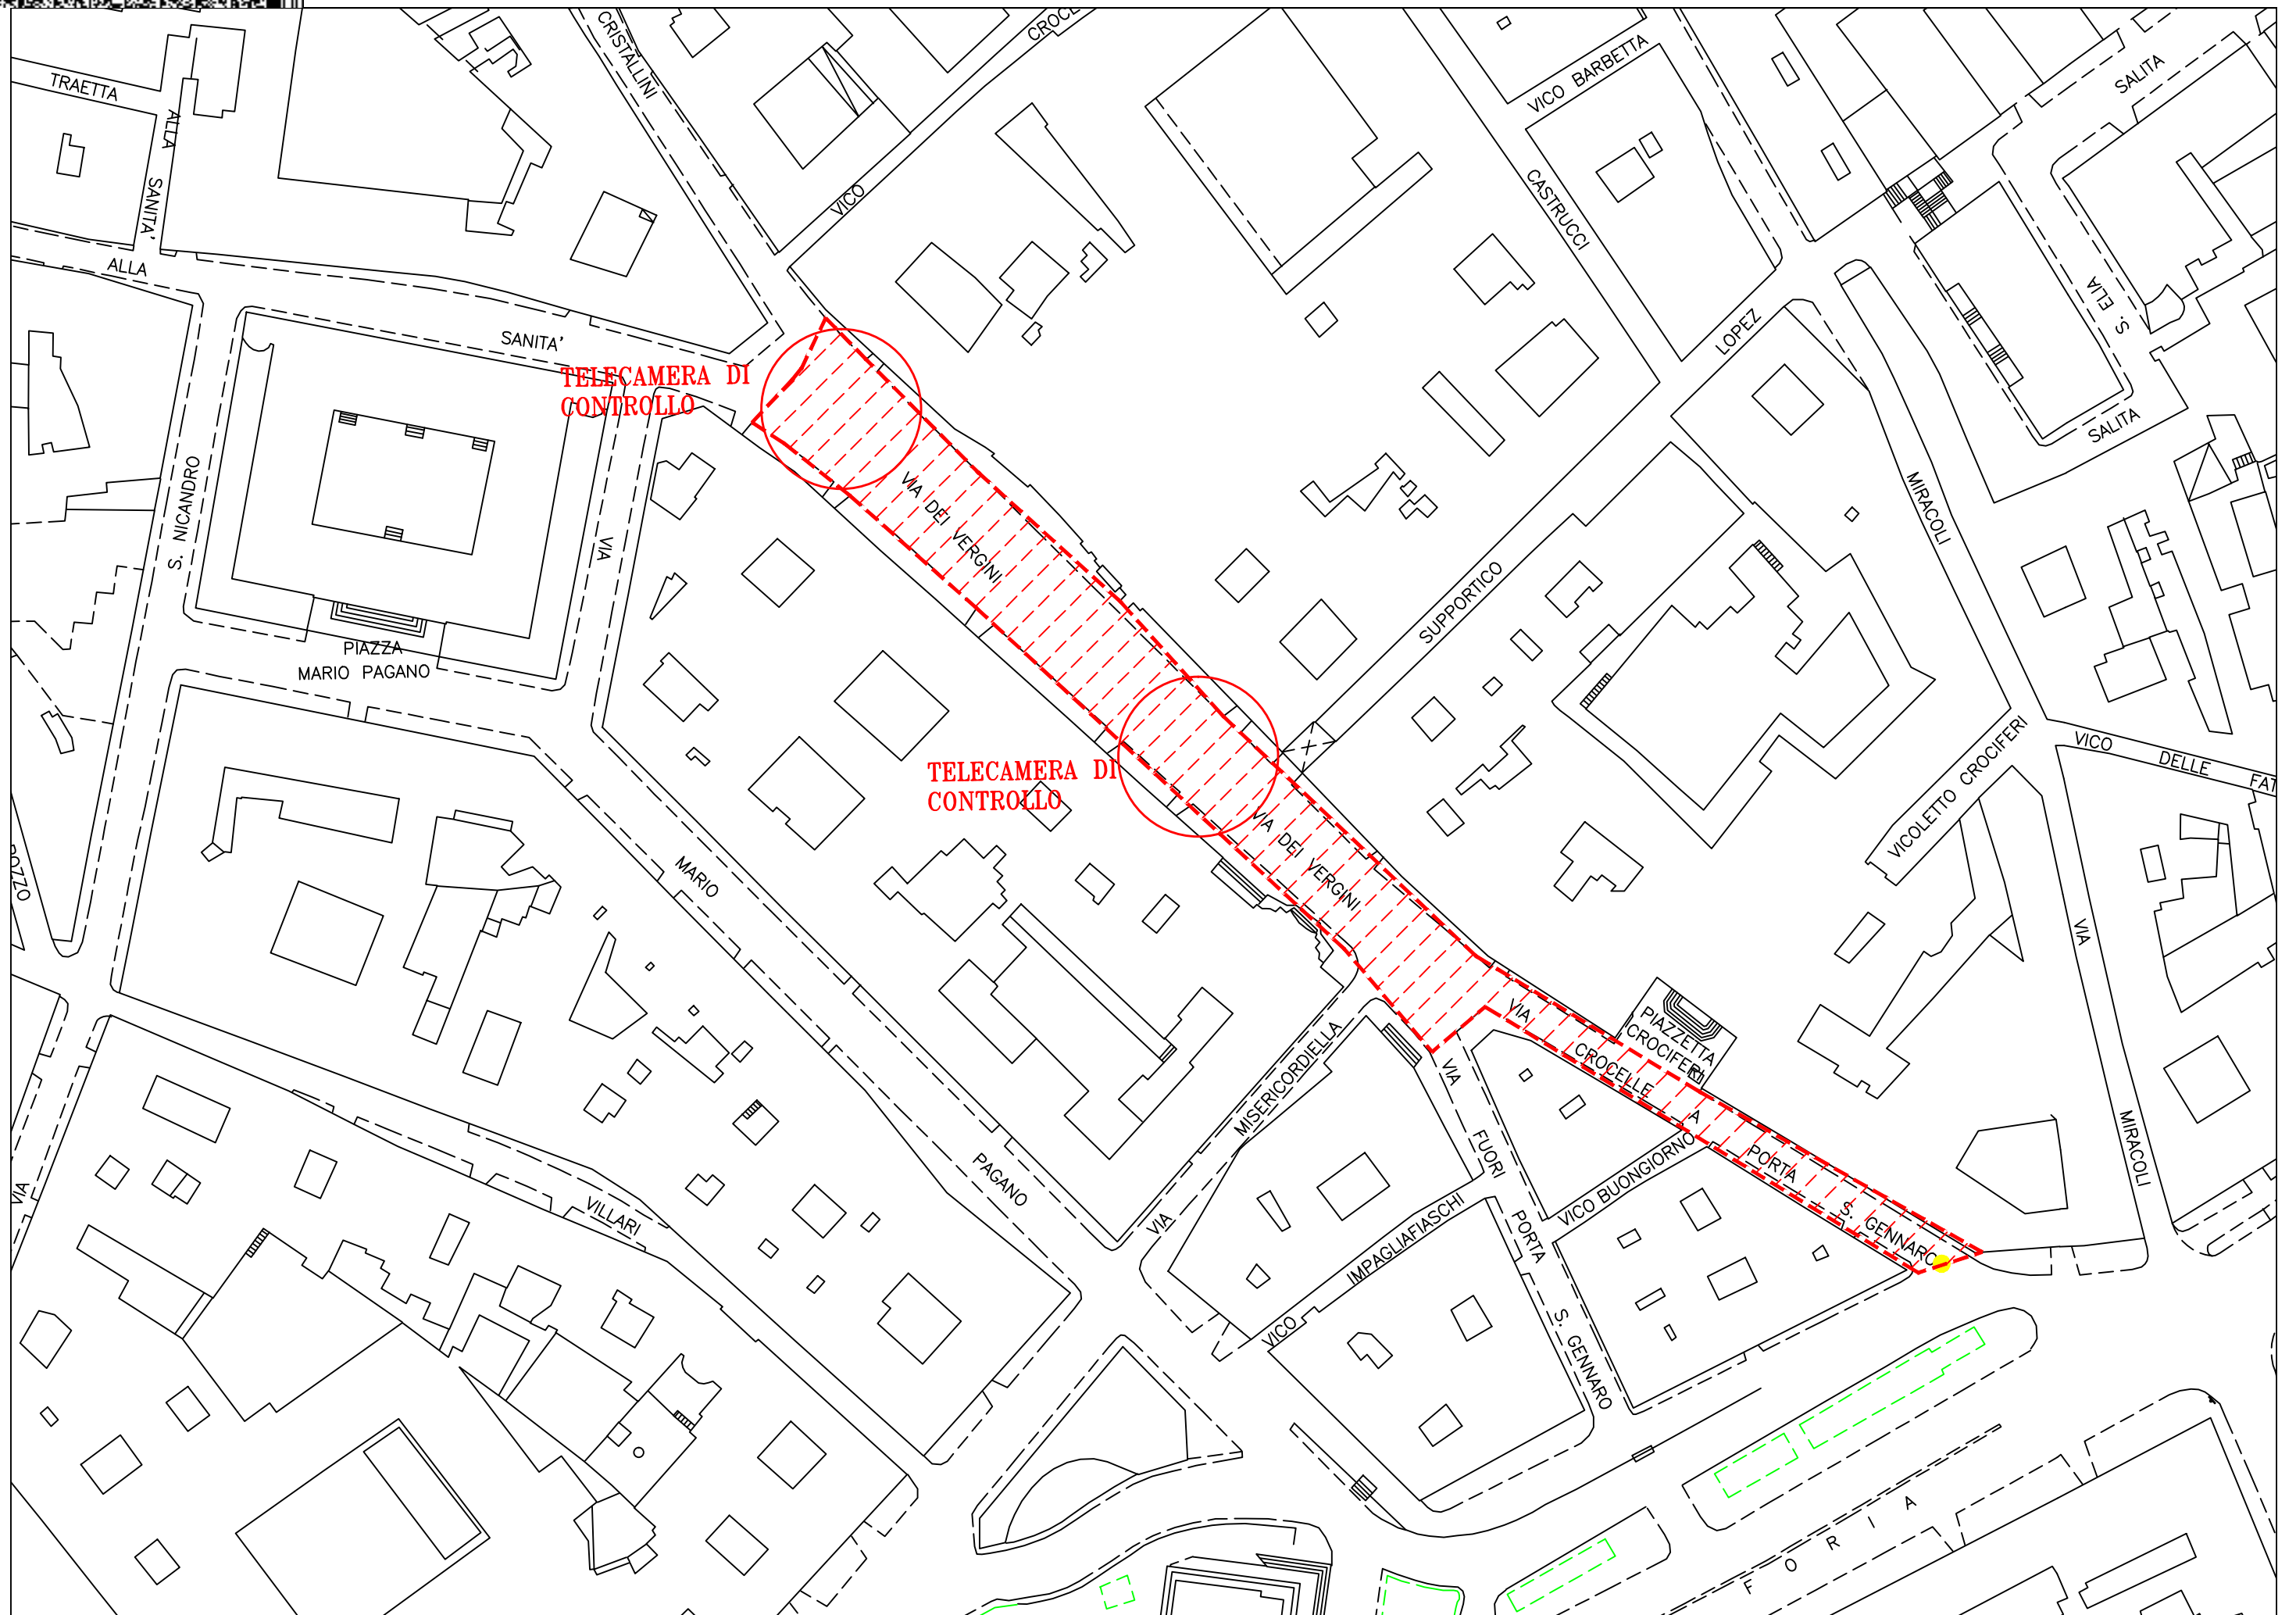 CRISTALLINI
VICO
CROCE
TRAETTA
ALLA
SANITA'
VICO BARBETTA
SALITA
CASTRUCCI
ALLA
SANITA'
S. ELIA
LOPEZ
TELECAMERA DI
CONTROLLO
SALITA
S. NICANDRO
VIA
VIA DEI VERGINI
MIRACOLI
SUPPORTICO
PIAZZA
MARIO PAGANO
TELECAMERA DI
CONTROLLO
VICO DELLE FAT
VICOLETTO CROCIFERI
VIA DEI VERGINI
POZZO
MARIO
PAGANO
VIA
MIRACOLI
VIA
CROCELLE
A
PORTA
S. GENNARO
PIAZZETTA
CROCIFERI
VIA
MISERICORDIELLA
VIA
FUORI
PORTA
S. GENNARO
VICO BUONGIORNO
VICO
IMPAGLIAFIASCHI
VIA
VILLARI
FORIA